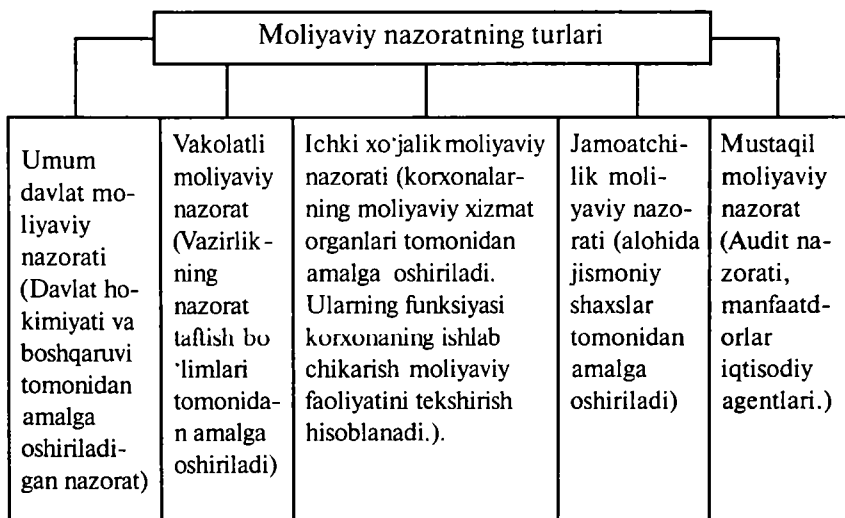 Moliyaviy nazoratning turlari
Umum
davlat mo-
liyaviy
nazorati
(Davlat ho-
kimiyati va
boshqaruvi
tomonidan
amalga
oshiriladi-
gan nazorat)
Vakolatli
moliyaviy
nazorat
(Vazirlik-
ning
nazorat
taftish bo
'limlari
tomonida-
n amalga
oshiriladi)
Ichki xo'jalik moliyaviy
nazorati (korxonalar-
ning moliyaviy xizmat
organlari tomonidan
amalga oshiriladi.
Ularning funksiyasi
korxonaning ishlab
chikarish moliyaviy
faoliyatini tekshirish
hisoblanadi.).
Jamoatchi-
lik moli-
yaviy nazo-
rati (alohida
jismoniy
shaxslar
tomonidan
amalga
oshiriladi)
Mustaqil
moliyaviy
nazorat
(Audit na-
zorati,
manfaatd-
orlar
iqtisodiy
agentlari.)